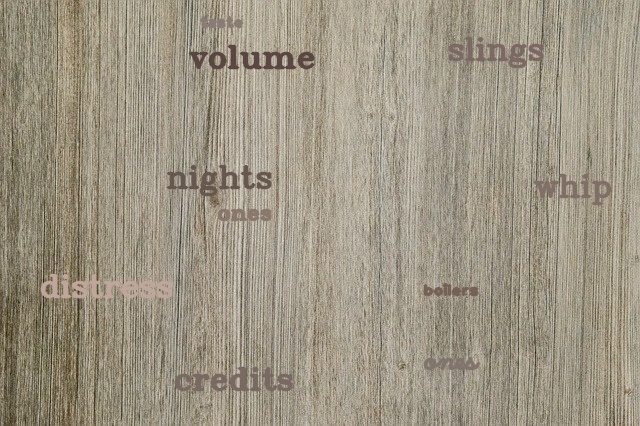 volume
slings
nights
whip
ones
distress
boilers
ones
credits